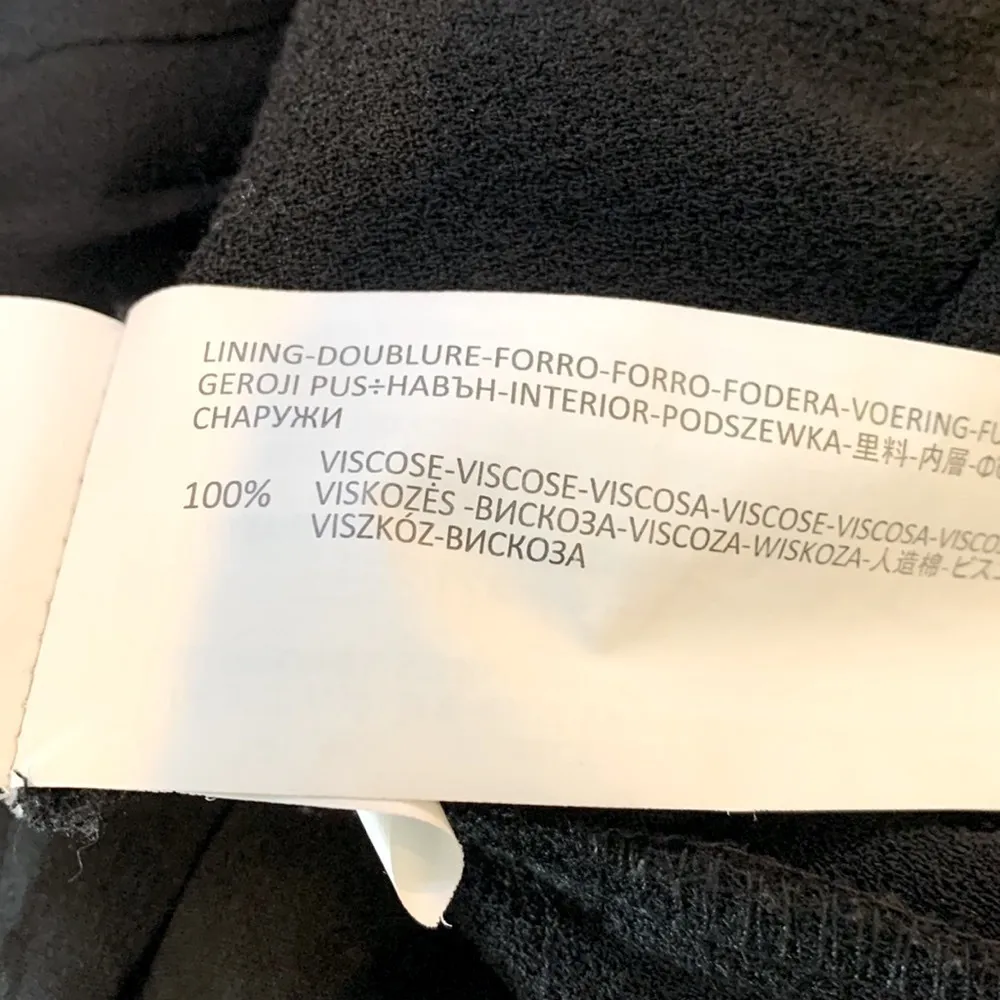 LINING-DOUBLURE-FORRO-FORRO-FODERA-VOERING-
GEROJI PUS÷НАВЪН-INTERIOR-PODSZEWKA-里料-内層-
СНАРУЖИ
VISCOSE-VISCOSE-VISCOSA-VISCOSE-VISCOSA-
100% VISKOZĖS -ВИСКОЗА-VISCOZA-WISKOZA-人造棉-
VISZKÓZ-ВИСКОЗА